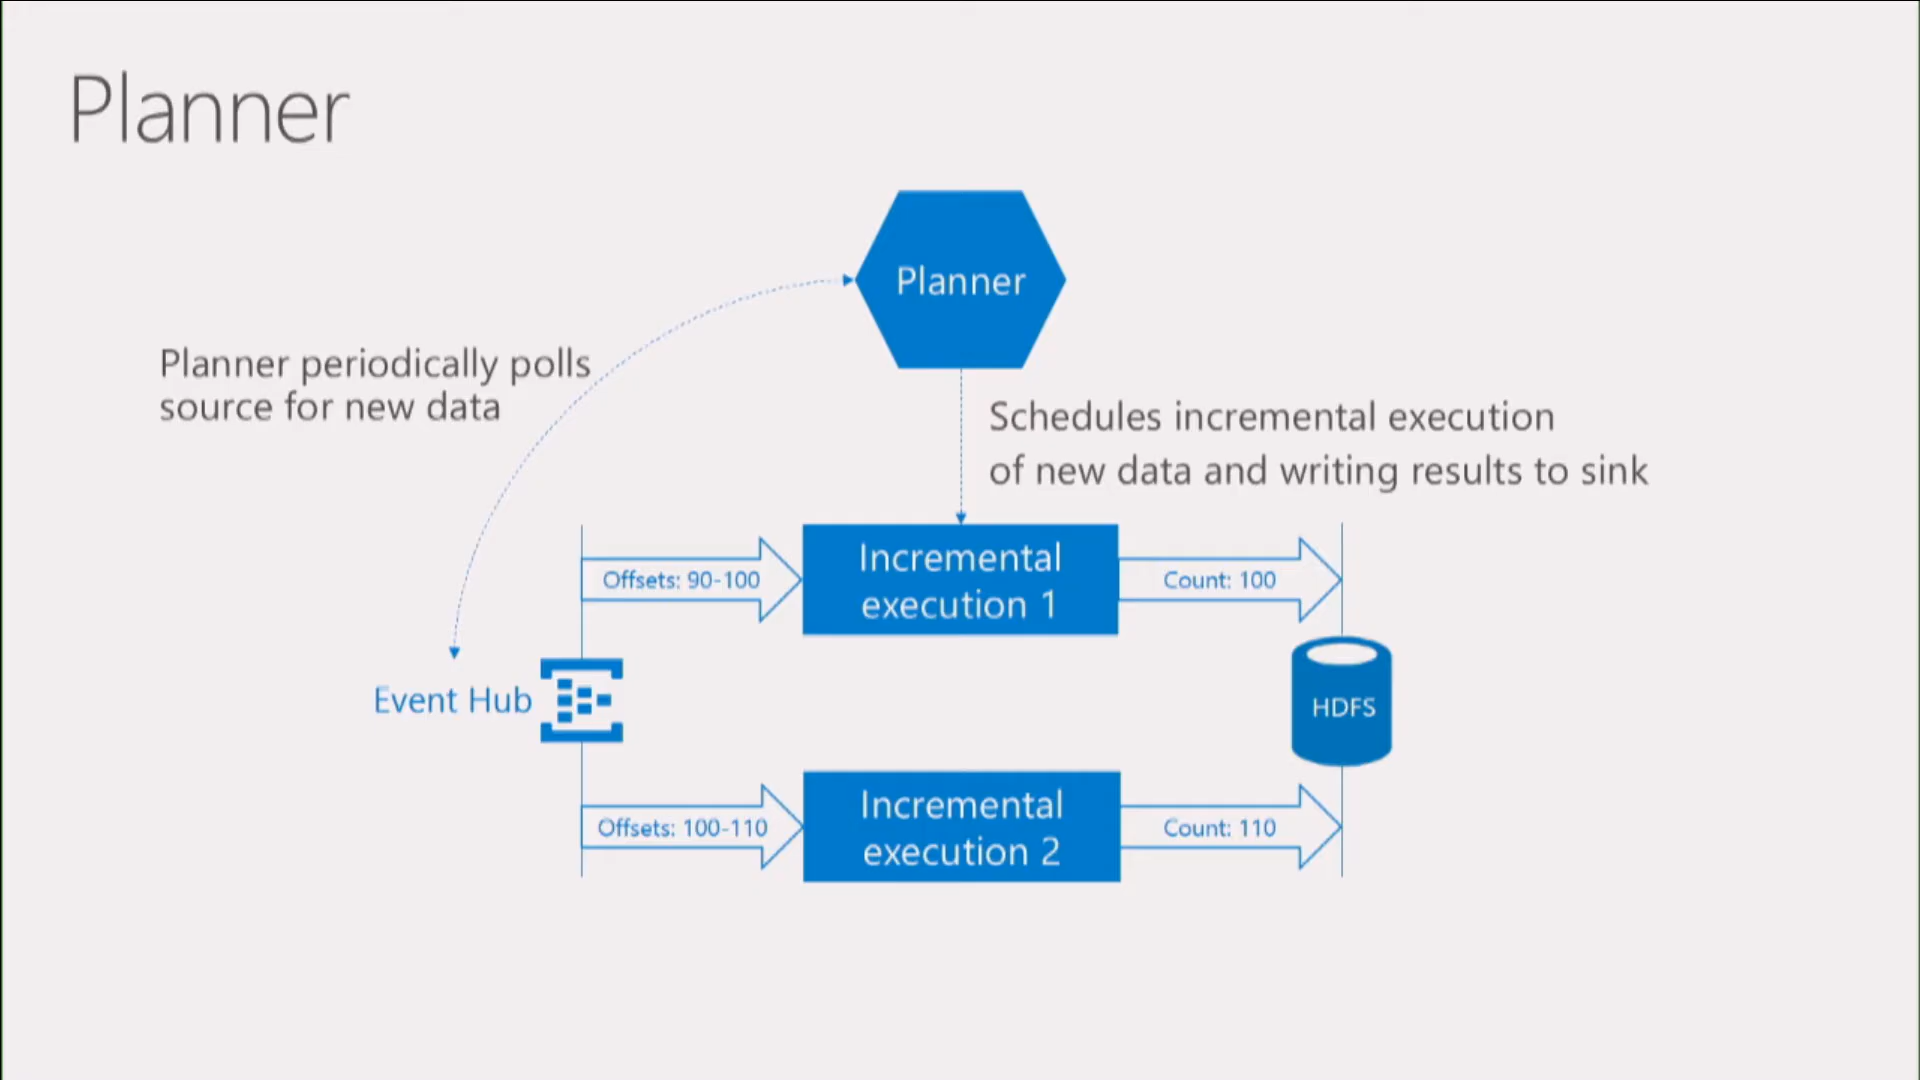 Planner
Planner
Planner periodically polls
source for new data
Schedules incremental execution
of new data and writing results to sink
Offsets: 90-100
Incremental
execution 1
Count: 100
Event Hub
HDFS
Offsets: 100-110
Incremental
execution 2
Count: 110